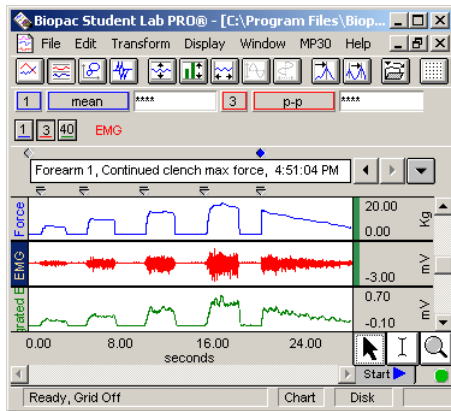 Biopac Student Lab PRO® - [C:\Program Files\Biop...
File Edit Transform Display Window MP30 Help
1 mean **** 3 p-p ****
1 3 40 EMG
Forearm 1, Continued clench max force, 4:51:04 PM
Force 20.00 0.00 Kg
EMG -3.00 mV
grated E 0.70 -0.10 mV
0.00 8.00 16.00 24.00
seconds
Start
Ready, Grid Off Chart Disk